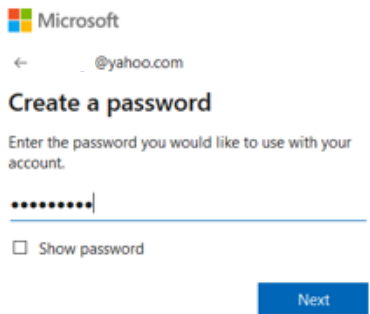 Microsoft
← @yahoo.com
Create a password
Enter the password you would like to use with your
account.
•••••••••
Show password
Next